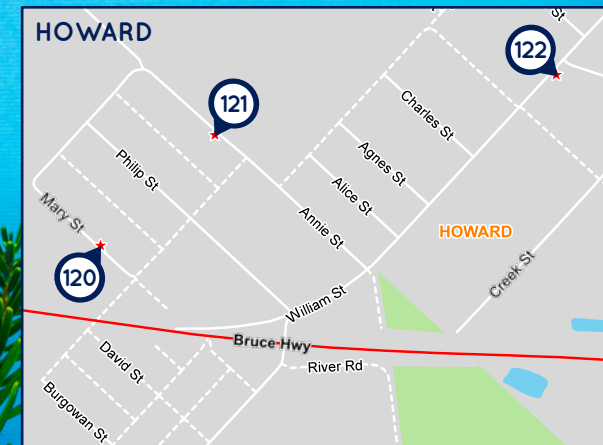 HOWARD
122
121
Charles St
Agnes St
Philip St
Alice St
Mary St
Annie St
HOWARD
120
Creek St
William St
Bruce Hwy
David St
River Rd
Burgowan St